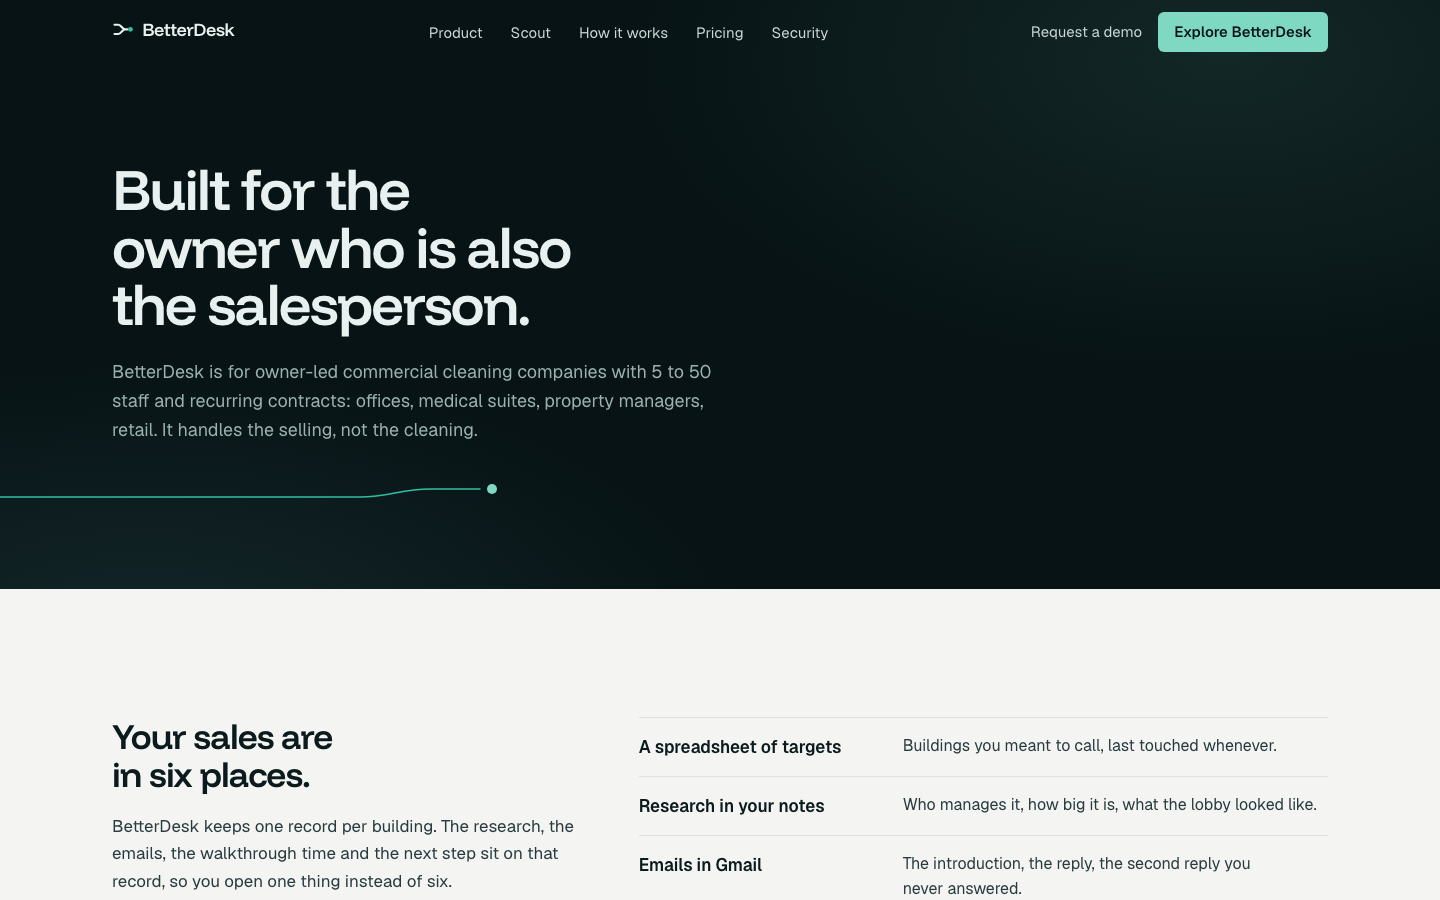 BetterDesk
Product
Scout
How it works
Pricing
Security
Request a demo
Explore BetterDesk
Built for the
owner who is also
the salesperson.
BetterDesk is for owner-led commercial cleaning companies with 5 to 50
staff and recurring contracts: offices, medical suites, property managers,
retail. It handles the selling, not the cleaning.
Your sales are
in six places.
BetterDesk keeps one record per building. The research, the
emails, the walkthrough time and the next step sit on that
record, so you open one thing instead of six.
A spreadsheet of targets
Buildings you meant to call, last touched whenever.
Research in your notes
Who manages it, how big it is, what the lobby looked like.
Emails in Gmail
The introduction, the reply, the second reply you
never answered.